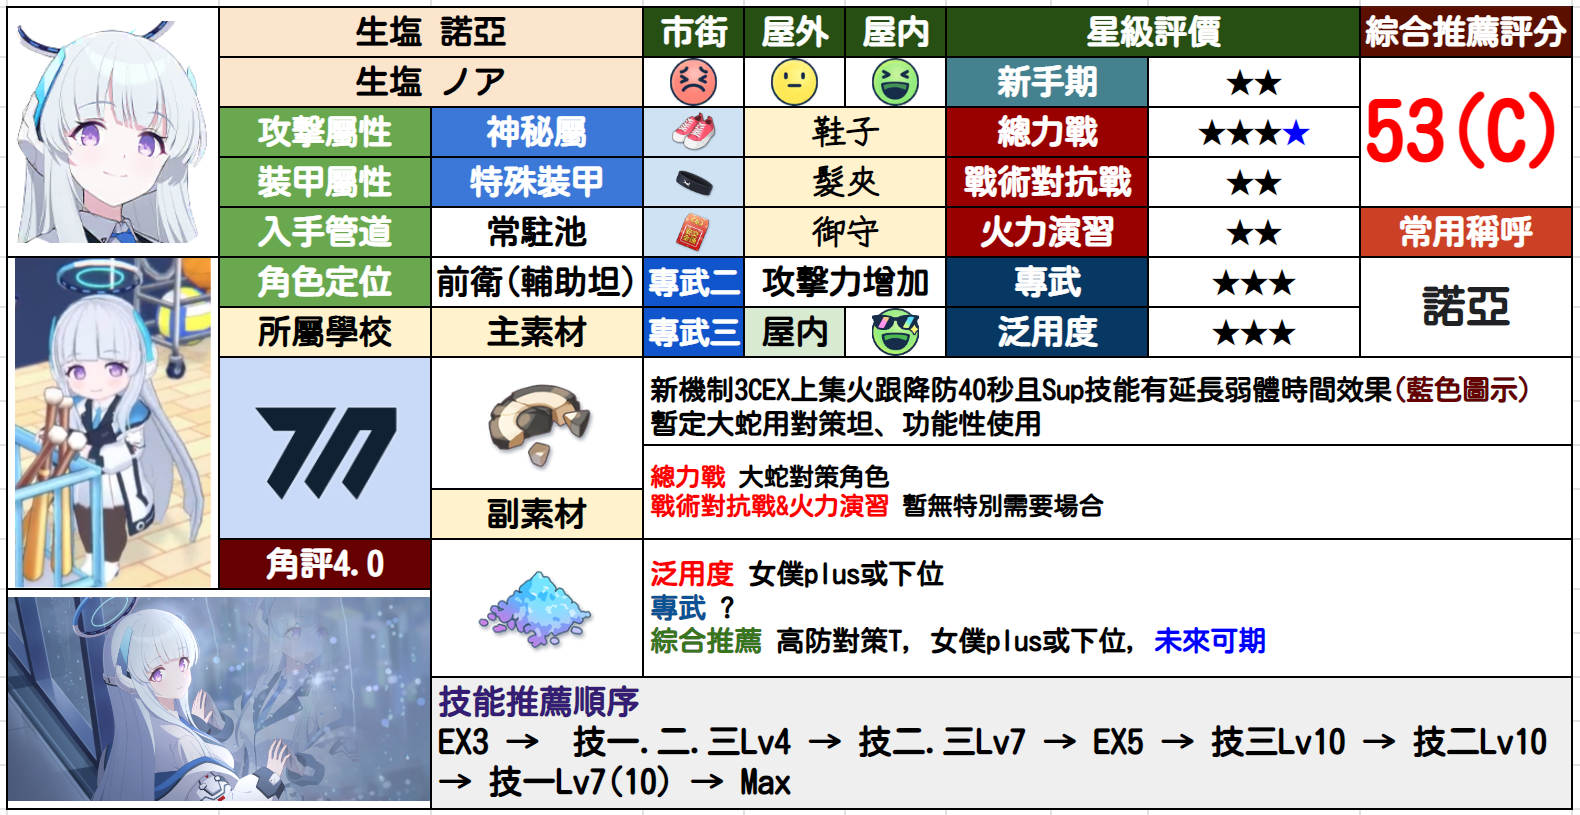 生塩 諾亞
市街
屋外
屋內
星級評價
綜合推薦評分
生塩 ノア
新手期
★★
53(C)
攻擊屬性
神秘屬
鞋子
總力戰
★★★★
裝甲屬性
特殊裝甲
髮夾
戰術對抗戰
★★
入手管道
常駐池
御守
火力演習
★★
常用稱呼
角色定位
前衛(輔助坦)
專武二
攻擊力增加
專武
★★★
諾亞
所屬學校
主素材
專武三
屋內
泛用度
★★★
新機制3CEX上集火跟降防40秒且Sup技能有延長弱體時間效果(藍色圖示)
暫定大蛇用對策坦、功能性使用
總力戰 大蛇對策角色
戰術對抗戰&火力演習 暫無特別需要場合
副素材
角評4.0
泛用度 女僕plus或下位
專武 ?
綜合推薦 高防對策T, 女僕plus或下位, 未來可期
技能推薦順序
EX3 → 技一.二.三Lv4 → 技二.三Lv7 → EX5 → 技三Lv10 → 技二Lv10
→ 技一Lv7(10) → Max